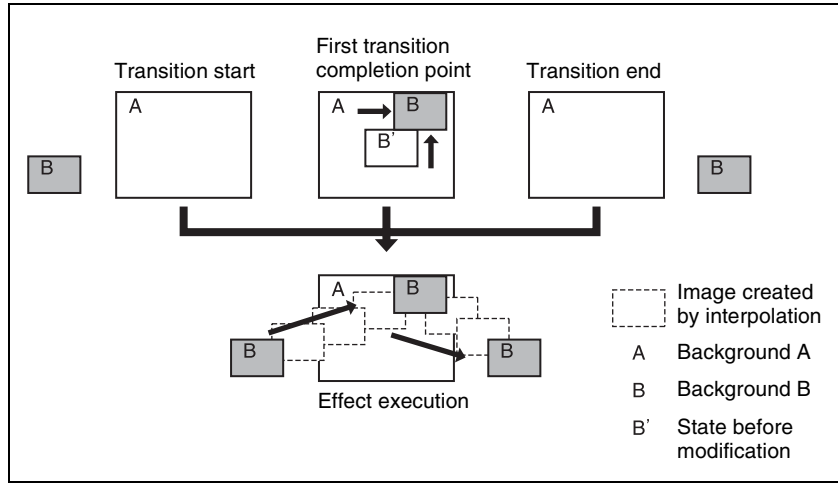 First transition
Transition start
completion point
Transition end
A
A
B
A
B'
B
B
A
B
B
B
Effect execution
Image created
by interpolation
A Background A
B Background B
B' State before
modification